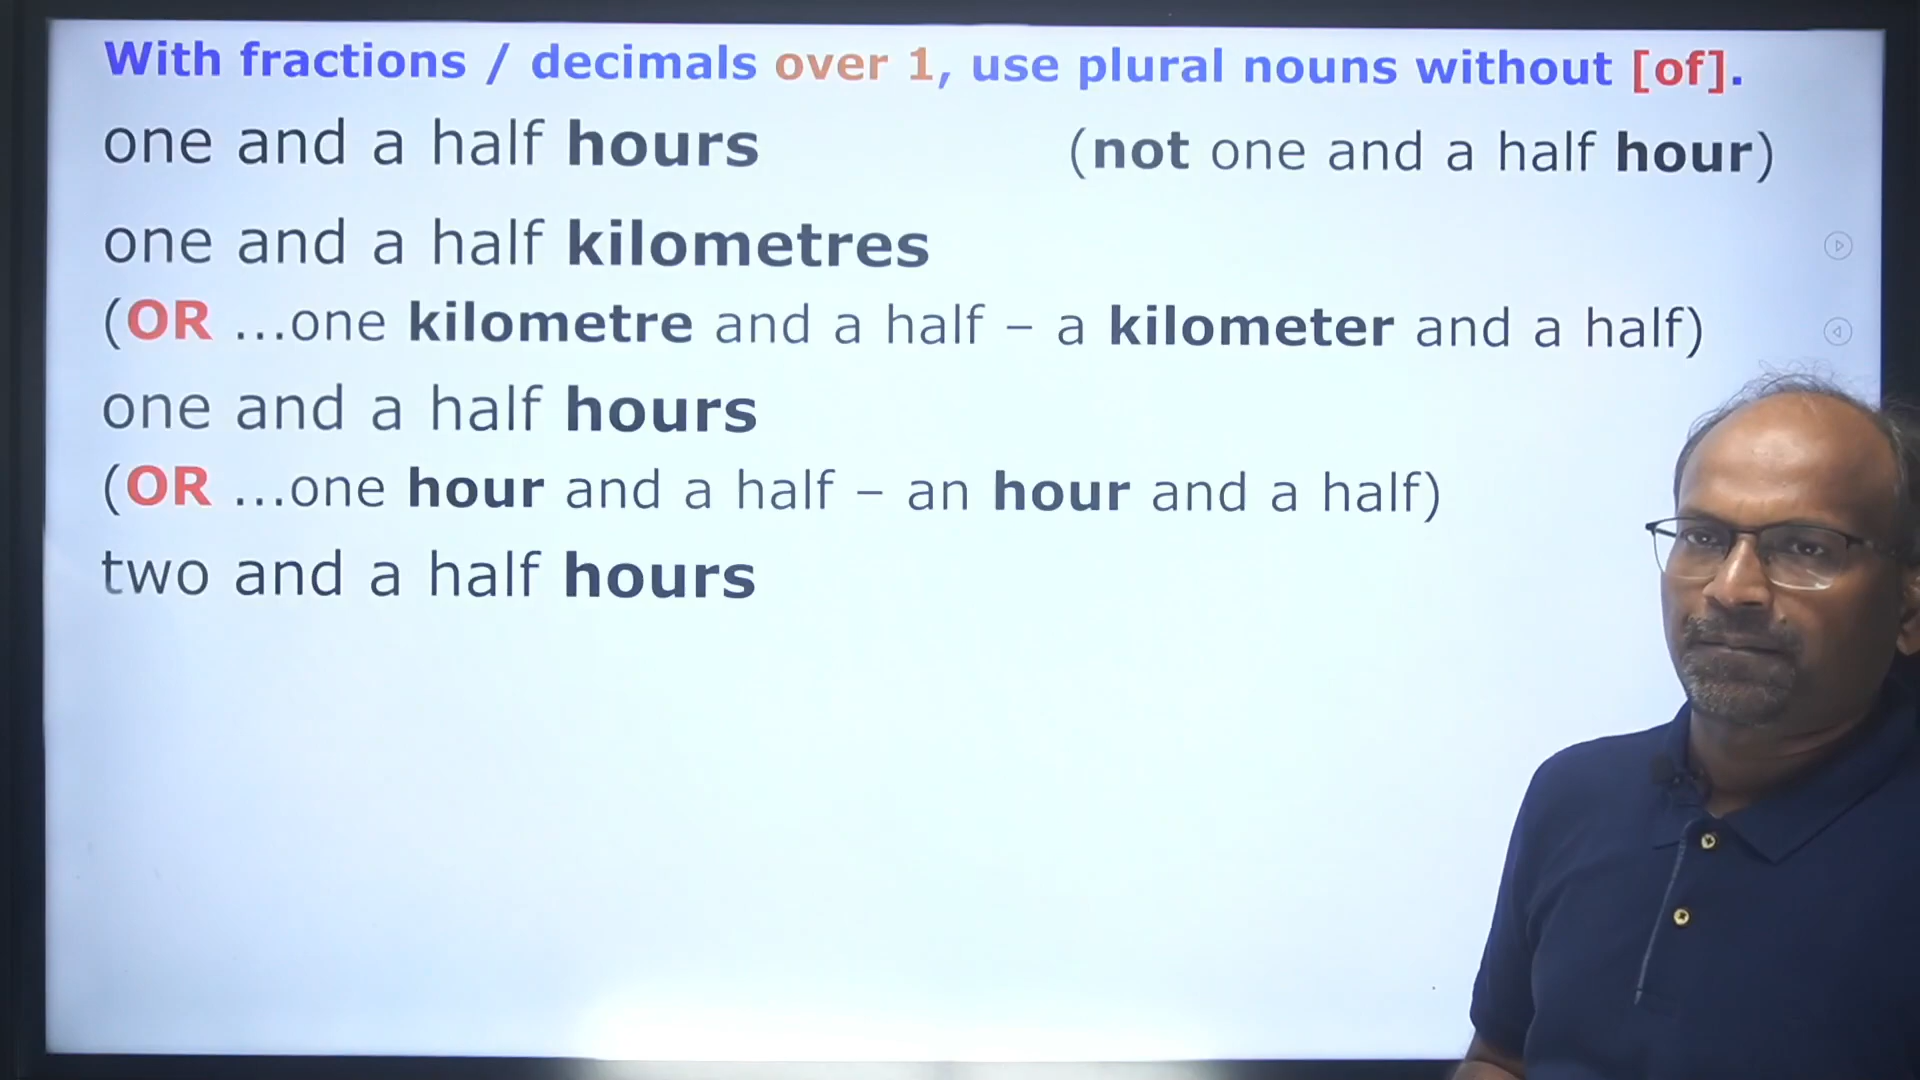 With fractions / decimals over 1, use plural nouns without [of].
one and a half hours (not one and a half hour)
one and a half kilometres
(OR ...one kilometre and a half – a kilometer and a half)
one and a half hours
(OR ...one hour and a half – an hour and a half)
two and a half hours